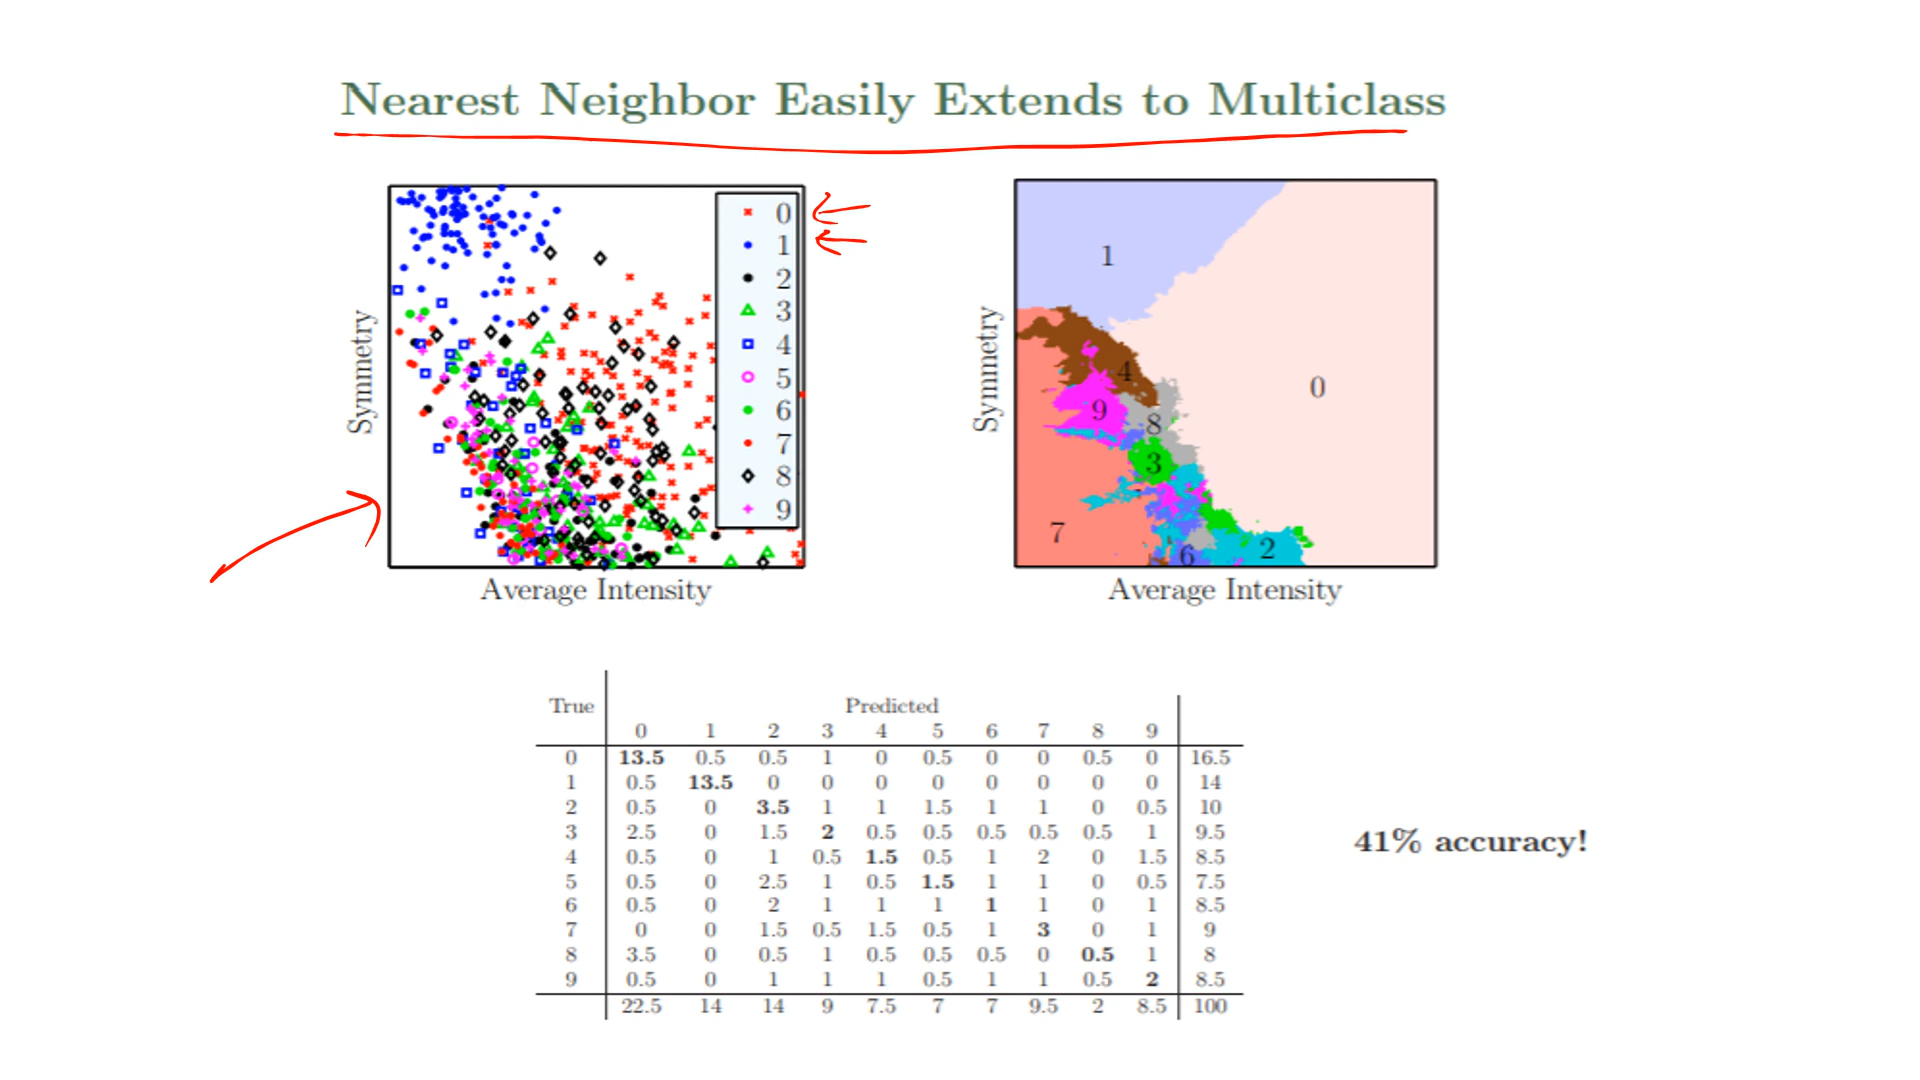 Nearest Neighbor Easily Extends to Multiclass
0
1
2
3
4
5
6
7
8
9
Symmetry
Average Intensity
1
4
0
9
8
3
7
6
2
Symmetry
Average Intensity
True Predicted
0 1 2 3 4 5 6 7 8 9
0 13.5 0.5 0.5 1 0 0.5 0 0 0.5 0 16.5
1 0.5 13.5 0 0 0 0 0 0 0 0 14
2 0.5 0 3.5 1 1 1.5 1 1 0 0.5 10
3 2.5 0 1.5 2 0.5 0.5 0.5 0.5 0.5 1 9.5
4 0.5 0 1 0.5 1.5 0.5 1 2 0 1.5 8.5
5 0.5 0 2.5 1 0.5 1.5 1 1 0 0.5 7.5
6 0.5 0 2 1 1 1 1 1 0 1 8.5
7 0 0 1.5 0.5 1.5 0.5 1 3 0 1 9
8 3.5 0 0.5 1 0.5 0.5 0.5 0 0.5 1 8
9 0.5 0 1 1 1 0.5 1 1 0.5 2 8.5
22.5 14 14 9 7.5 7 7 9.5 2 8.5 100
41% accuracy!